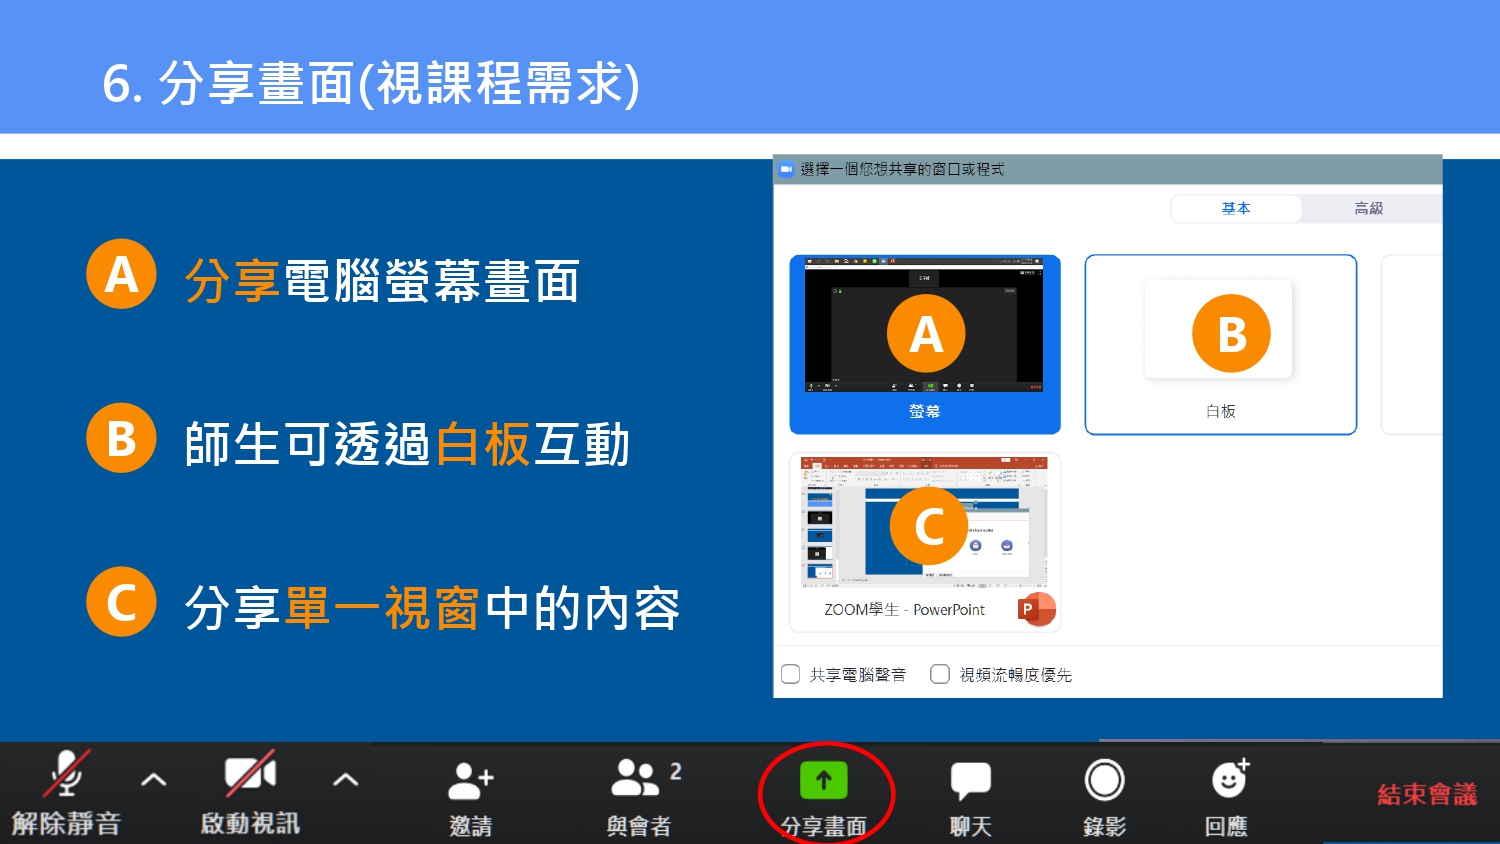 6. 分享畫面(視課程需求)
A 分享電腦螢幕畫面
B 師生可透過白板互動
C 分享單一視窗中的內容
選擇一個您想共享的窗口或程式
基本 高級
A
B
螢幕
白板
C
ZOOM學生 - PowerPoint
P
共享電腦聲音 視頻流暢度優先
2
解除靜音 啟動視訊 邀請 與會者 分享畫面 聊天 錄影 回應 結束會議